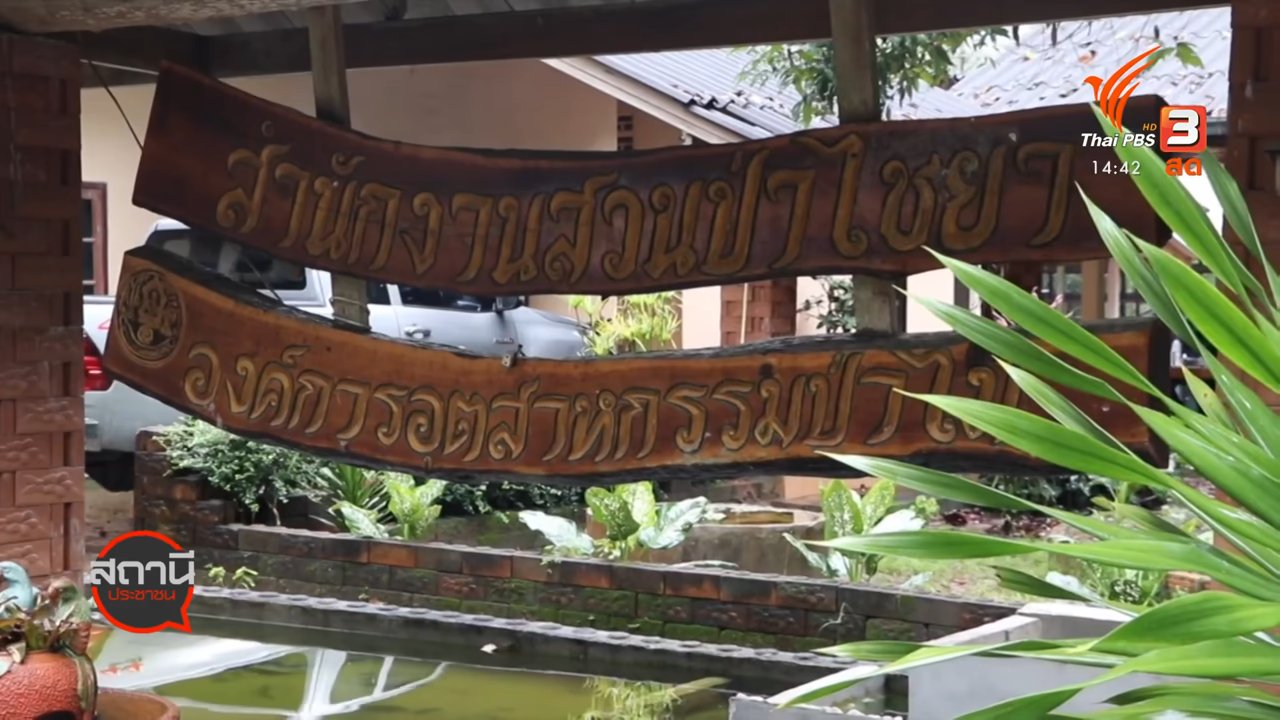 Thai PBS HD 3
14:42 สด
สำนักงานสวนป่าไชยา
องค์การอุตสาหกรรมป่าไม้
สถานี
ประชาชน